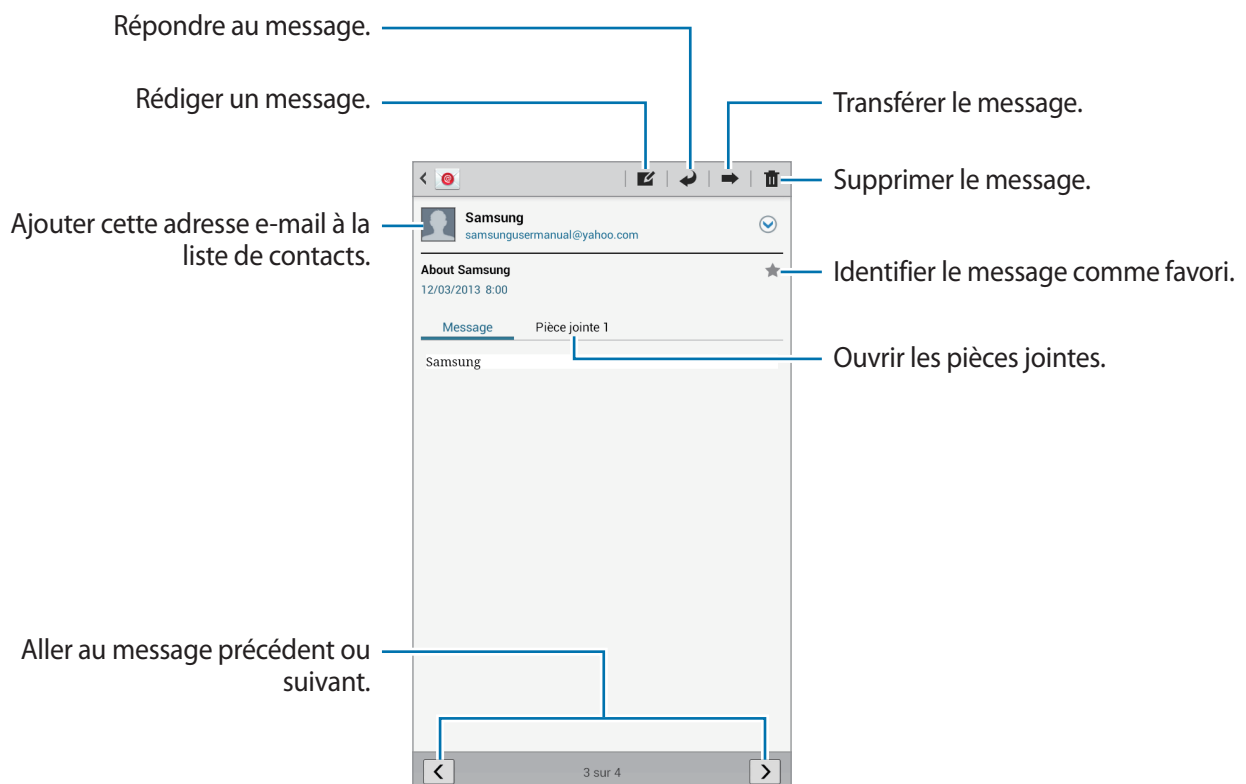 Répondre au message.
Rédiger un message.
Transférer le message.
Supprimer le message.
Ajouter cette adresse e-mail à la
liste de contacts.
Samsung
samsungusermanual@yahoo.com
About Samsung
12/03/2013 8:00
Identifier le message comme favori.
Message
Pièce jointe 1
Ouvrir les pièces jointes.
Samsung
Aller au message précédent ou
suivant.
3 sur 4